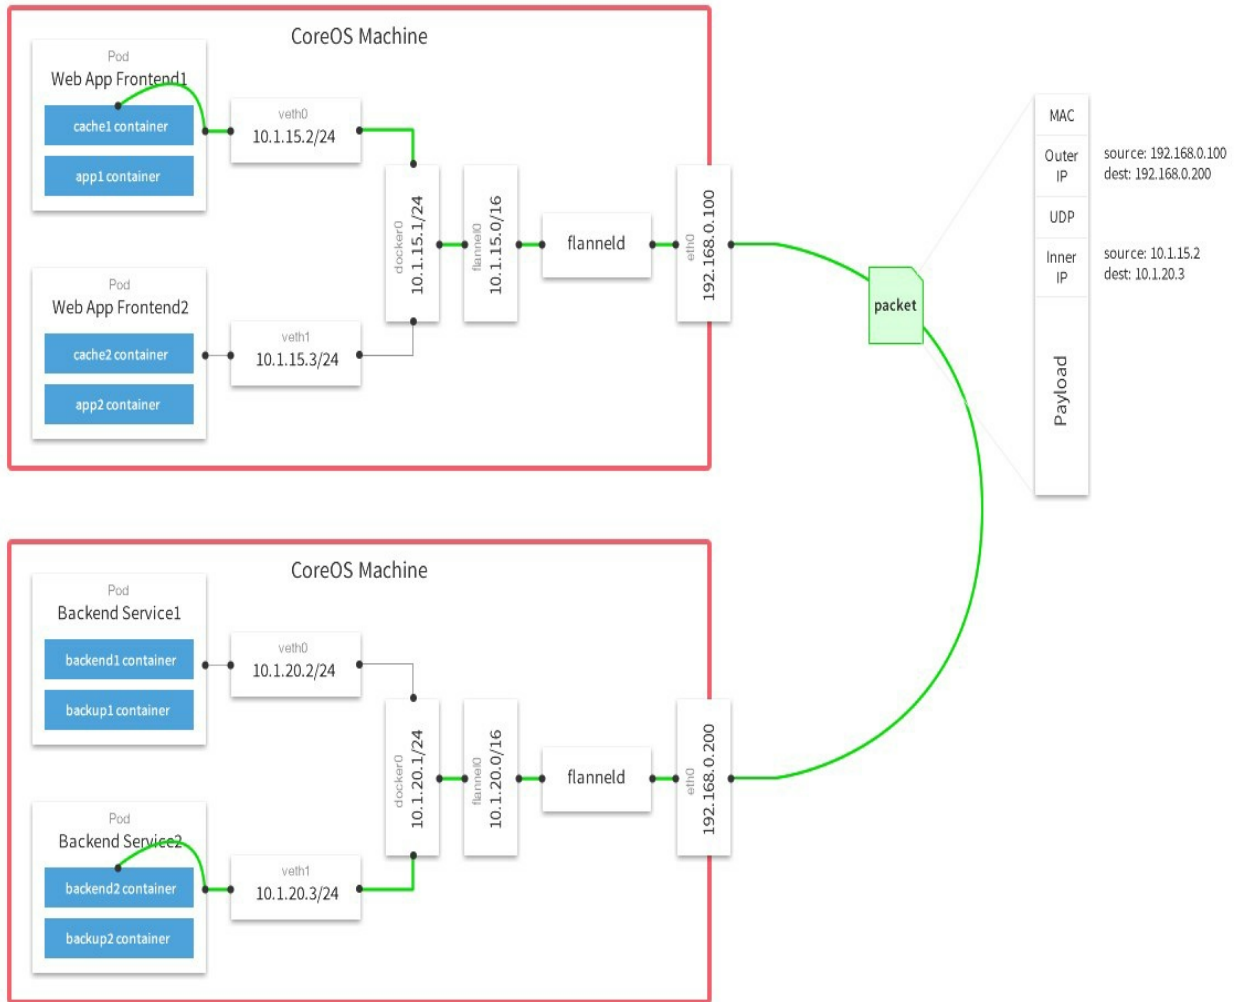 CoreOS Machine
Pod
Web App Frontend1
cache1 container
app1 container
veth0
10.1.15.2/24
Pod
Web App Frontend2
cache2 container
app2 container
veth1
10.1.15.3/24
docker0
10.1.15.1/24
flannel0
10.1.15.0/16
flanneld
eth0
192.168.0.100
packet
MAC
Outer
IP
source: 192.168.0.100
dest: 192.168.0.200
UDP
Inner
IP
source: 10.1.15.2
dest: 10.1.20.3
Payload
CoreOS Machine
Pod
Backend Service1
backend1 container
backup1 container
veth0
10.1.20.2/24
Pod
Backend Service2
backend2 container
backup2 container
veth1
10.1.20.3/24
docker0
10.1.20.1/24
flannel0
10.1.20.0/16
flanneld
eth0
192.168.0.200